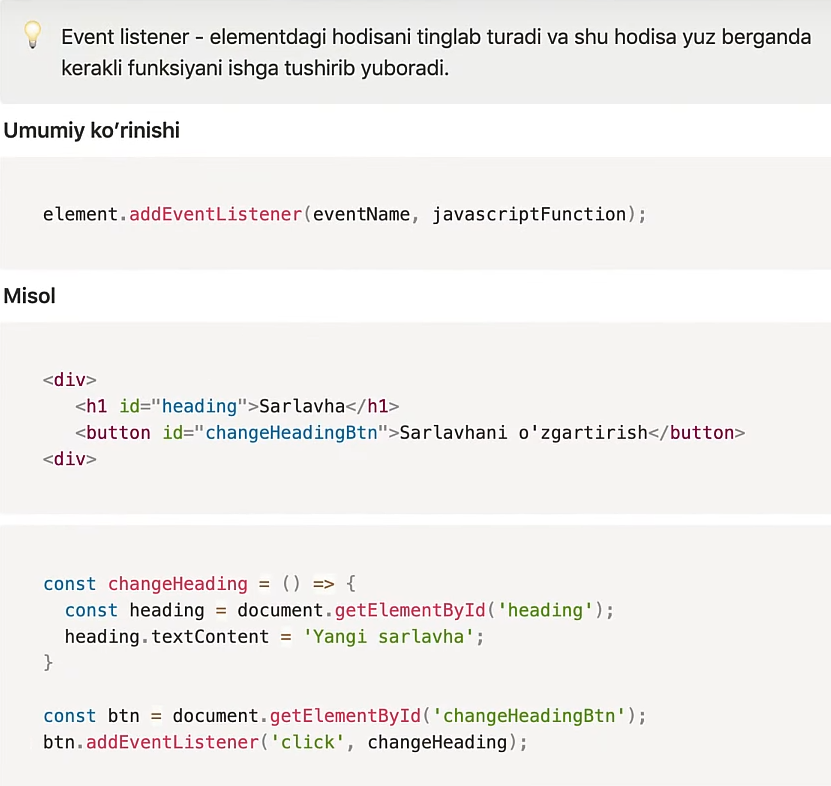 Event listener - elementdagi hodisani tinglab turadi va shu hodisa yuz berganda
kerakli funksiyani ishga tushirib yuboradi.
Umumiy ko’rinishi
element.addEventListener(eventName, javascriptFunction);
Misol
<div>
   <h1 id="heading">Sarlavha</h1>
   <button id="changeHeadingBtn">Sarlavhani o'zgartirish</button>
<div>
const changeHeading = () => {
  const heading = document.getElementById('heading');
  heading.textContent = 'Yangi sarlavha';
}
const btn = document.getElementById('changeHeadingBtn');
btn.addEventListener('click', changeHeading);